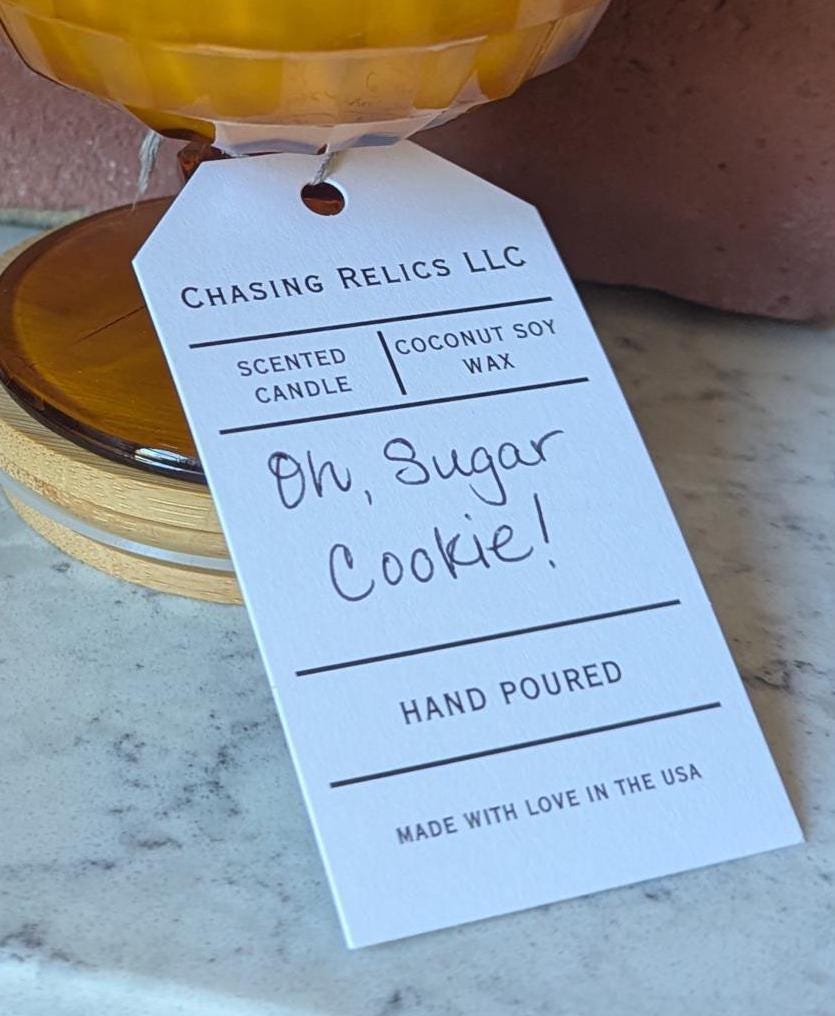 CHASING RELICS LLC
SCENTED
CANDLE
COCONUT SOY
WAX
Oh, Sugar
Cookie!
HAND POURED
MADE WITH LOVE IN THE USA